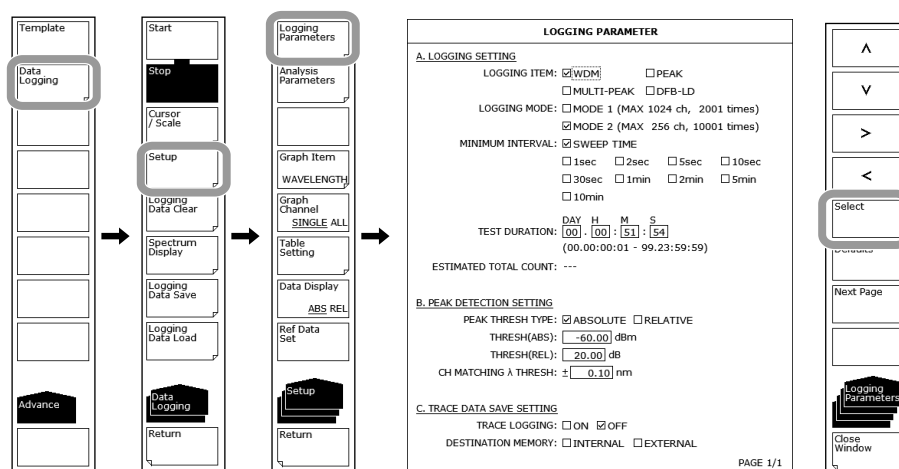 Template
Data
Logging
Advance
Start
Stop
Cursor
/ Scale
Setup
Logging
Data Clear
Spectrum
Display
Logging
Data Save
Logging
Data Load
Data
Logging
Return
Logging
Parameters
Analysis
Parameters
Graph Item
WAVELENGTH
Graph
Channel
SINGLE ALL
Table
Setting
Data Display
ABS REL
Ref Data
Set
Setup
Return
LOGGING PARAMETER
A. LOGGING SETTING
LOGGING ITEM: ☑WDM ☐PEAK
☐MULTI-PEAK ☐DFB-LD
LOGGING MODE: ☐MODE 1 (MAX 1024 ch, 2001 times)
☑MODE 2 (MAX 256 ch, 10001 times)
MINIMUM INTERVAL: ☑SWEEP TIME
☐1sec ☐2sec ☐5sec ☐10sec
☐30sec ☐1min ☐2min ☐5min
☐10min
DAY H M S
TEST DURATION: 00 . 00 : 51 : 54
(00.00:00:01 - 99.23:59:59)
ESTIMATED TOTAL COUNT: ---
B. PEAK DETECTION SETTING
PEAK THRESH TYPE: ☑ABSOLUTE ☐RELATIVE
THRESH(ABS): -60.00 dBm
THRESH(REL): 20.00 dB
CH MATCHING λ THRESH: ± 0.10 nm
C. TRACE DATA SAVE SETTING
TRACE LOGGING: ☐ON ☑OFF
DESTINATION MEMORY: ☐INTERNAL ☐EXTERNAL
PAGE 1/1
Select
Defaults
Next Page
Logging
Parameters
Close
Window